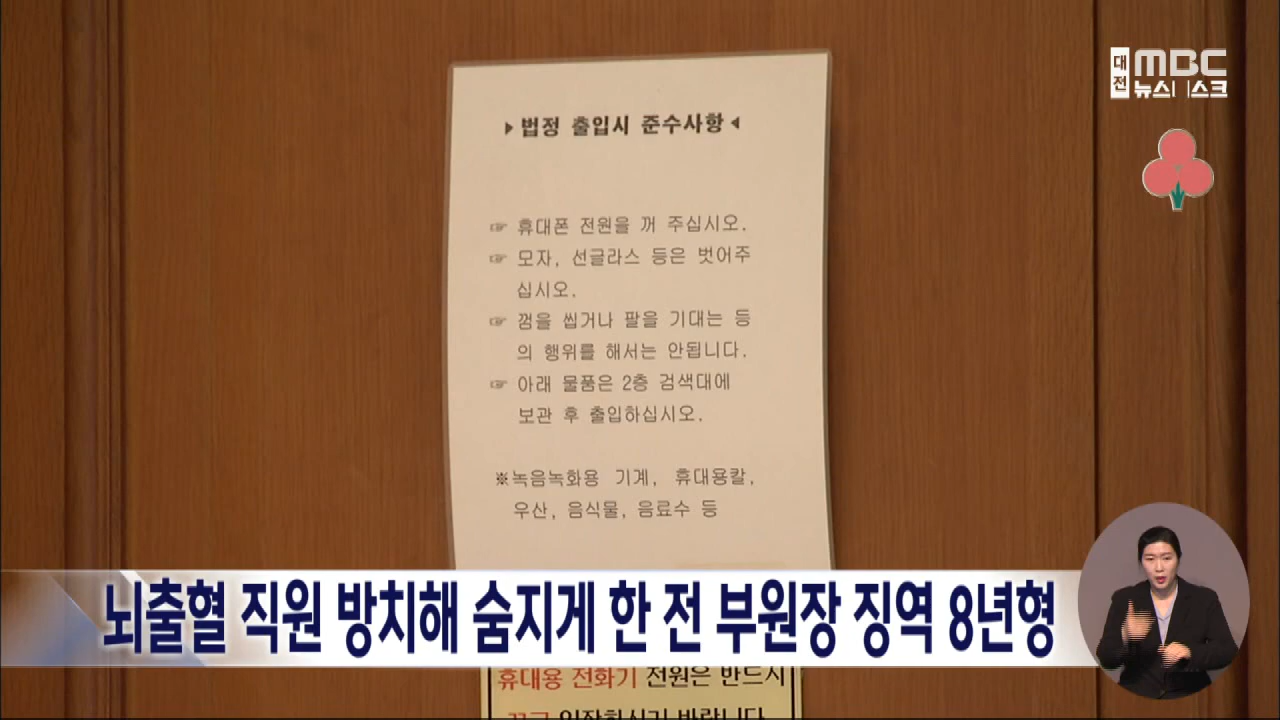 대전
MBC
뉴스데스크
▶법정 출입시 준수사항◀
☞ 휴대폰 전원을 꺼 주십시오.
☞ 모자, 선글라스 등은 벗어주
십시오.
☞ 껌을 씹거나 팔을 기대는 등
의 행위를 해서는 안됩니다.
☞ 아래 물품은 2층 검색대에
보관 후 출입하십시오.
※녹음녹화용 기계, 휴대용칼,
우산, 음식물, 음료수 등
뇌출혈 직원 방치해 숨지게 한 전 부원장 징역 8년형
휴대용 전화기 전원은 반드시